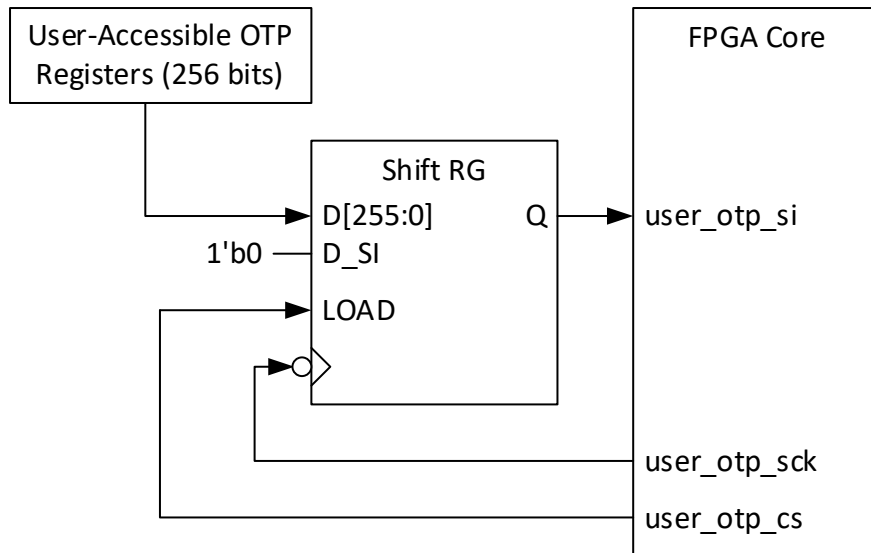 User-Accessible OTP
Registers (256 bits)
FPGA Core
Shift RG
D[255:0]
Q
user_otp_si
1'b0
D_SI
LOAD
user_otp_sck
user_otp_cs